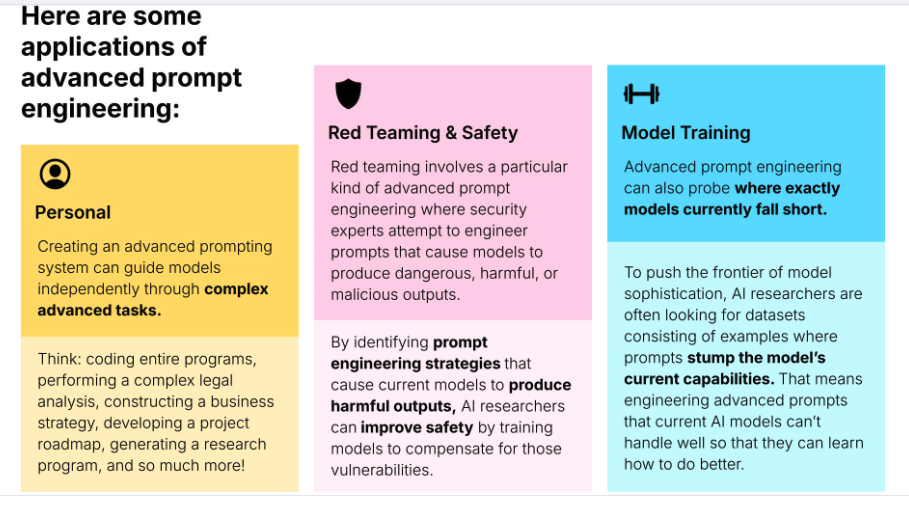 Here are some
applications of
advanced prompt
engineering:
Personal
Creating an advanced prompting
system can guide models
independently through complex
advanced tasks.
Think: coding entire programs,
performing a complex legal
analysis, constructing a business
strategy, developing a project
roadmap, generating a research
program, and so much more!
Red Teaming & Safety
Red teaming involves a particular
kind of advanced prompt
engineering where security
experts attempt to engineer
prompts that cause models to
produce dangerous, harmful, or
malicious outputs.
By identifying prompt
engineering strategies that
cause current models to produce
harmful outputs, AI researchers
can improve safety by training
models to compensate for those
vulnerabilities.
Model Training
Advanced prompt engineering
can also probe where exactly
models currently fall short.
To push the frontier of model
sophistication, AI researchers are
often looking for datasets
consisting of examples where
prompts stump the model’s
current capabilities. That means
engineering advanced prompts
that current AI models can’t
handle well so that they can learn
how to do better.